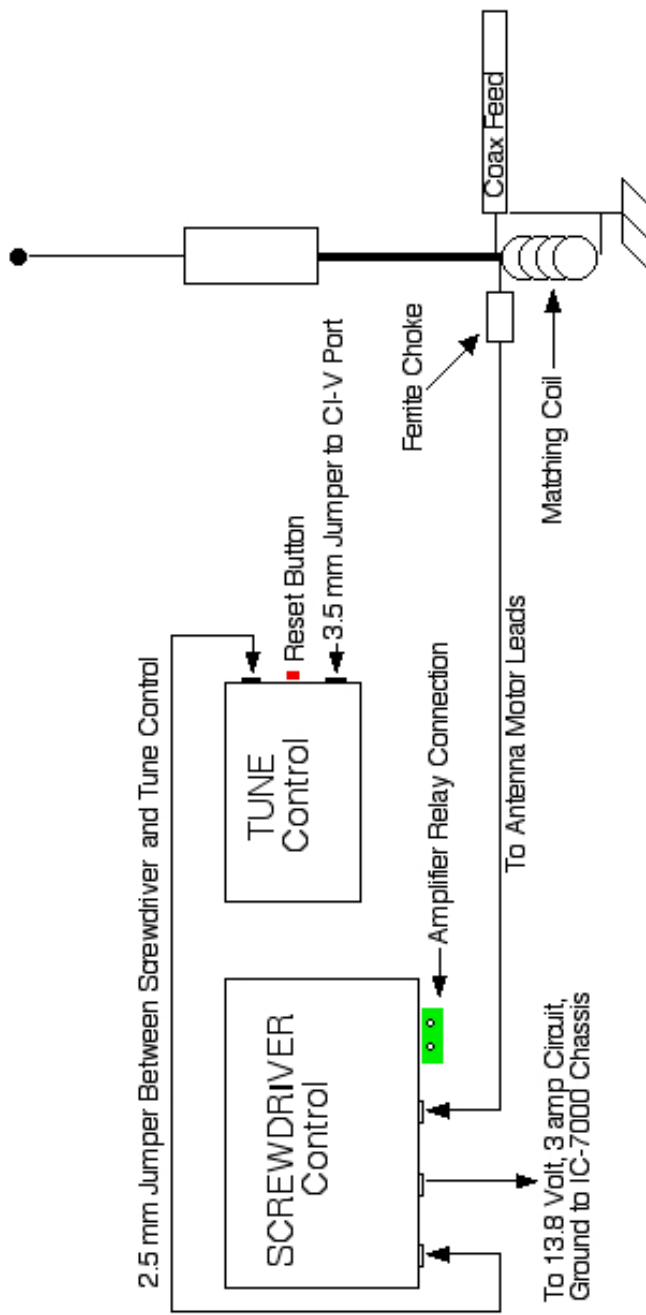 2.5 mm Jumper Between Screwdriver and Tune Control
SCREWDRIVER
Control
TUNE
Control
Reset Button
3.5 mm Jumper to CI-V Port
Amplifier Relay Connection
To 13.8 Volt, 3 amp Circuit,
Ground to IC-7000 Chassis
To Antenna Motor Leads
Ferrite Choke
Matching Coil
Coax Feed